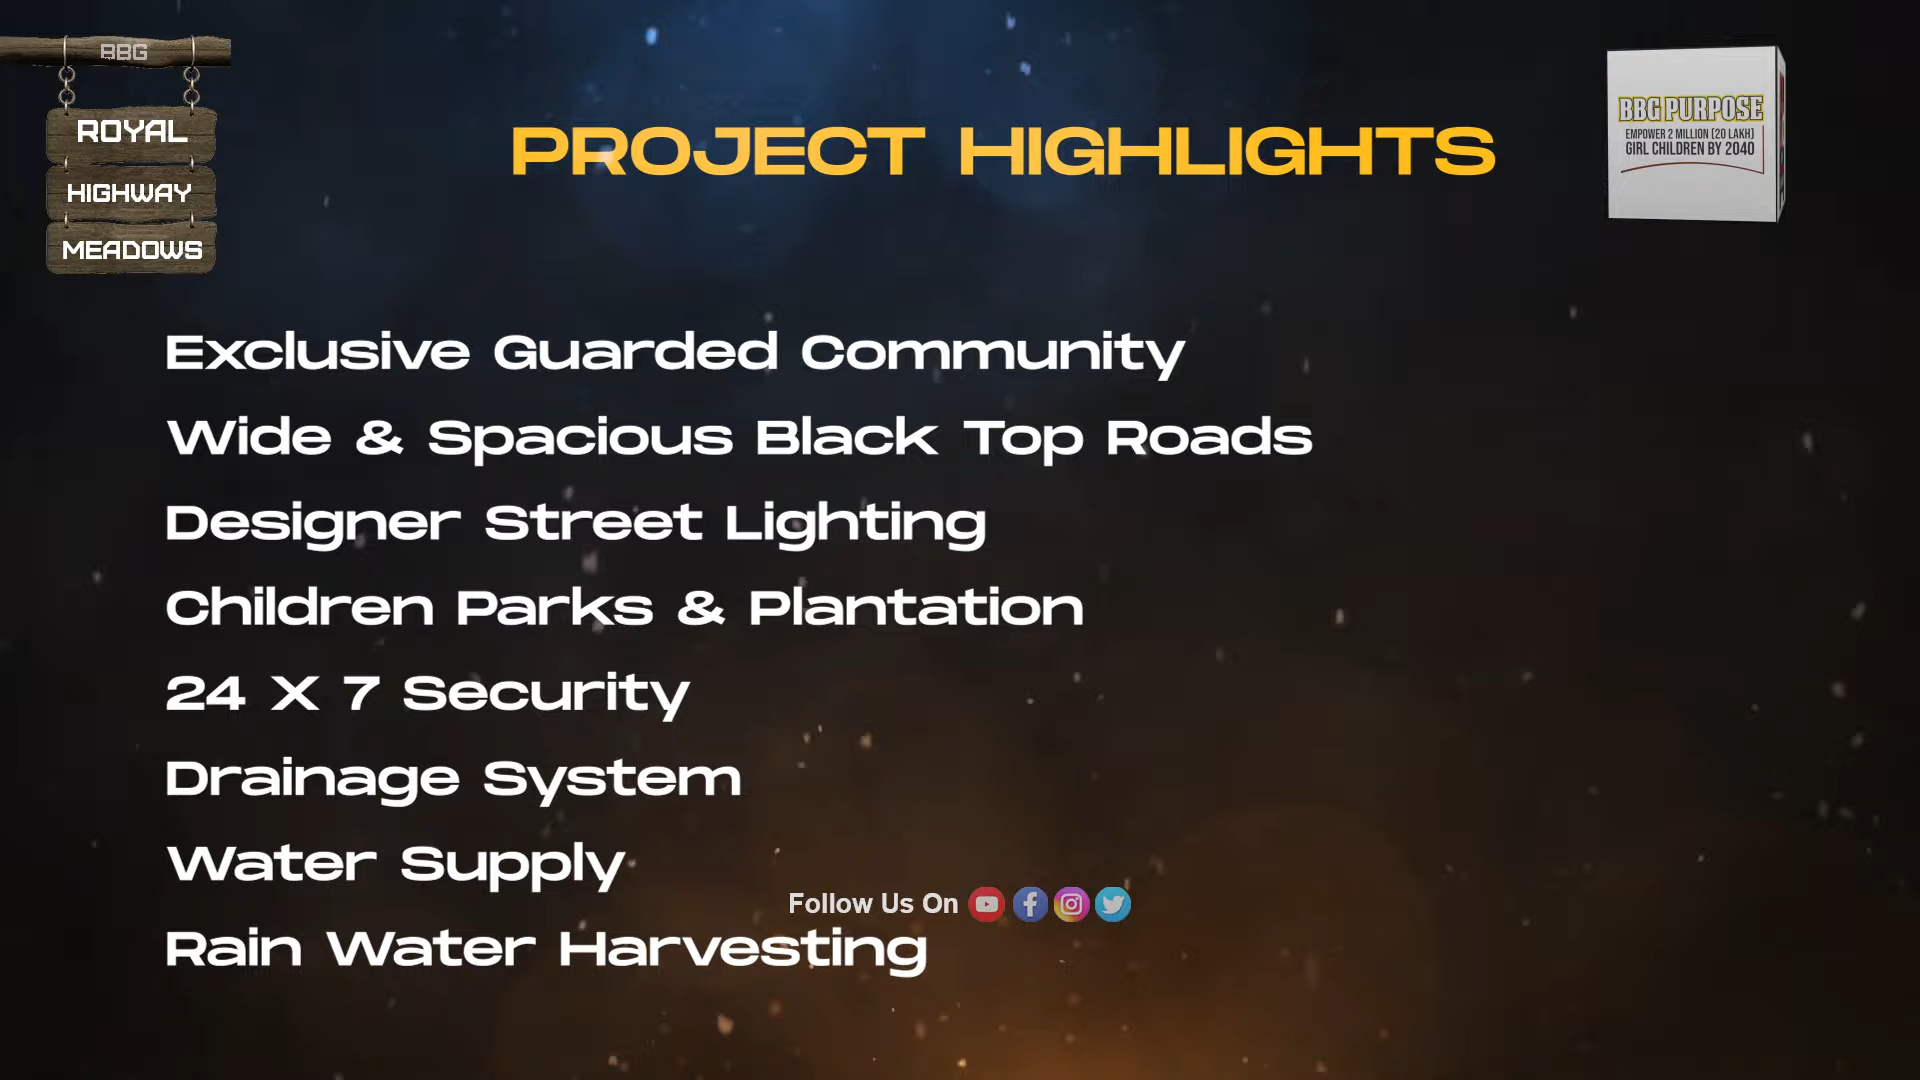 BBG
ROYAL
HIGHWAY
MEADOWS
PROJECT HIGHLIGHTS
BBG PURPOSE
EMPOWER 2 MILLION (20 LAKH)
GIRL CHILDREN BY 2040
Exclusive Guarded Community
Wide & Spacious Black Top Roads
Designer Street Lighting
Children Parks & Plantation
24 X 7 Security
Drainage System
Water Supply
Follow Us On
Rain Water Harvesting